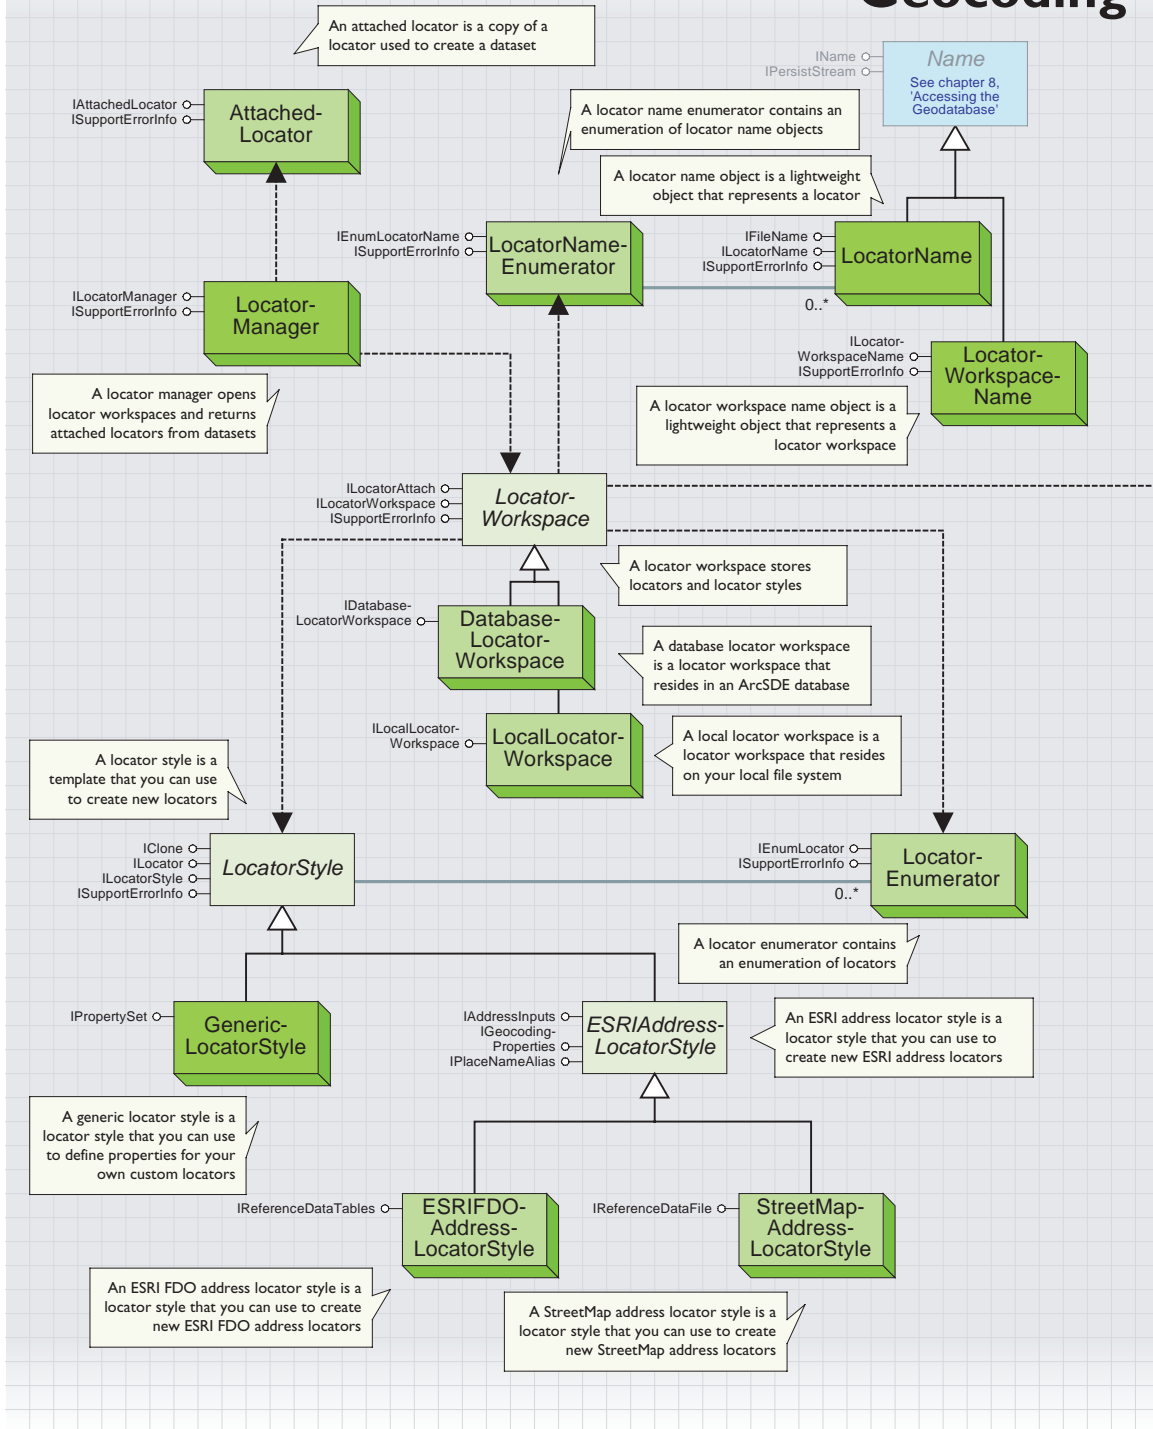 Geocoding
An attached locator is a copy of a
locator used to create a dataset
IName
IPersistStream
Name
See chapter 8,
'Accessing the
Geodatabase'
IAttachedLocator
ISupportErrorInfo
Attached-
Locator
A locator name enumerator contains an
enumeration of locator name objects
A locator name object is a lightweight
object that represents a locator
IEnumLocatorName
ISupportErrorInfo
LocatorName-
Enumerator
IFileName
ILocatorName
ISupportErrorInfo
LocatorName
0..*
ILocatorManager
ISupportErrorInfo
Locator-
Manager
ILocator-
WorkspaceName
ISupportErrorInfo
Locator-
Workspace-
Name
A locator manager opens
locator workspaces and returns
attached locators from datasets
A locator workspace name object is a
lightweight object that represents a
locator workspace
ILocatorAttach
ILocatorWorkspace
ISupportErrorInfo
Locator-
Workspace
A locator workspace stores
locators and locator styles
IDatabase-
LocatorWorkspace
Database-
Locator-
Workspace
A database locator workspace
is a locator workspace that
resides in an ArcSDE database
ILocalLocator-
Workspace
LocalLocator-
Workspace
A local locator workspace is a
locator workspace that resides
on your local file system
A locator style is a
template that you can use
to create new locators
IClone
ILocator
ILocatorStyle
ISupportErrorInfo
LocatorStyle
IEnumLocator
ISupportErrorInfo
Locator-
Enumerator
0..*
A locator enumerator contains
an enumeration of locators
IPropertySet
Generic-
LocatorStyle
IAddressInputs
IGeocoding-
Properties
IPlaceNameAlias
ESRIAddress-
LocatorStyle
An ESRI address locator style is a
locator style that you can use to
create new ESRI address locators
A generic locator style is a
locator style that you can use
to define properties for your
own custom locators
IReferenceDataTables
ESRIFDO-
Address-
LocatorStyle
IReferenceDataFile
StreetMap-
Address-
LocatorStyle
An ESRI FDO address locator style is a
locator style that you can use to create
new ESRI FDO address locators
A StreetMap address locator style is a
locator style that you can use to create
new StreetMap address locators